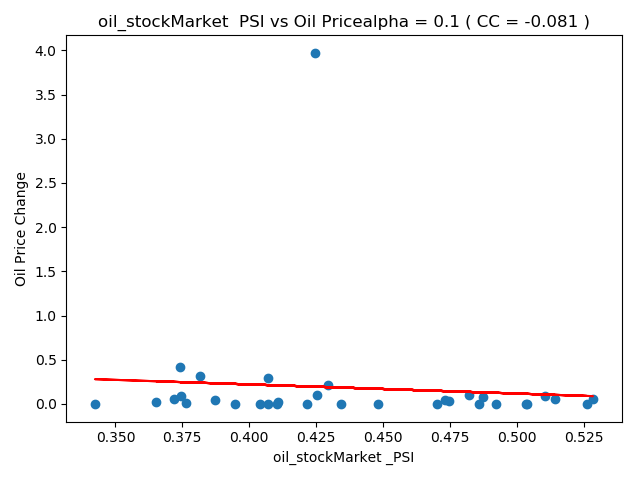 oil_stockMarket  PSI vs Oil Pricealpha = 0.1 ( CC = -0.081 )
Oil Price Change
4.0
3.5
3.0
2.5
2.0
1.5
1.0
0.5
0.0
0.350 0.375 0.400 0.425 0.450 0.475 0.500 0.525
oil_stockMarket _PSI